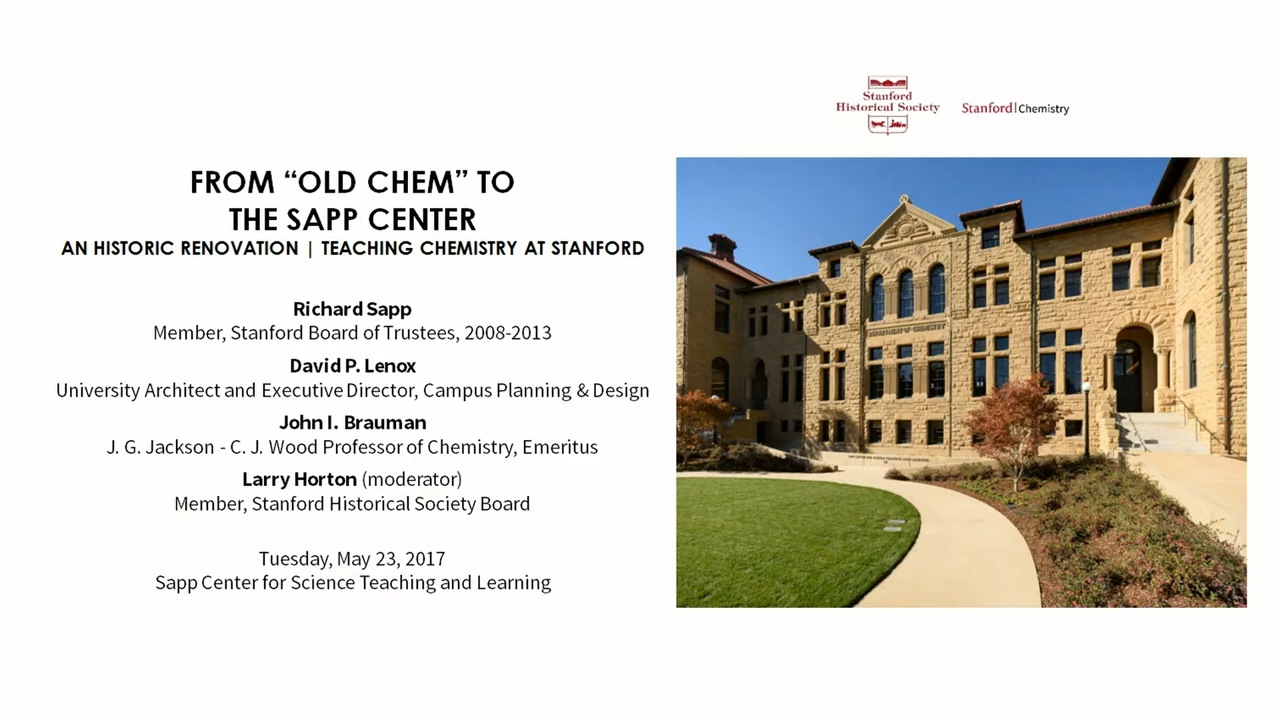 Stanford
Historical Society
Stanford | Chemistry
FROM “OLD CHEM” TO
THE SAPP CENTER
AN HISTORIC RENOVATION | TEACHING CHEMISTRY AT STANFORD
Richard Sapp
Member, Stanford Board of Trustees, 2008-2013
David P. Lenox
University Architect and Executive Director, Campus Planning & Design
John I. Brauman
J. G. Jackson - C. J. Wood Professor of Chemistry, Emeritus
Larry Horton (moderator)
Member, Stanford Historical Society Board
Tuesday, May 23, 2017
Sapp Center for Science Teaching and Learning
DEPARTMENT OF CHEMISTRY